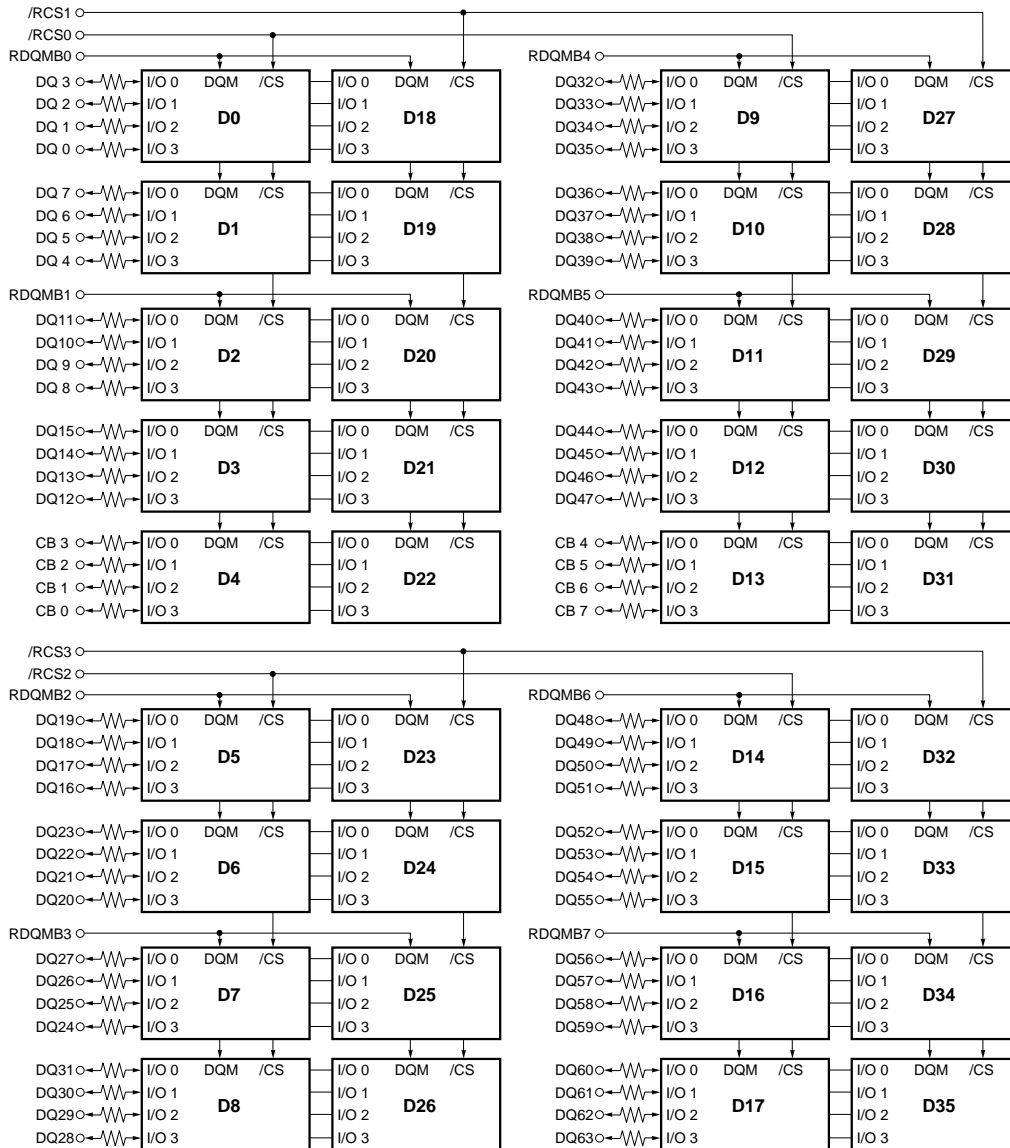 /RCS1
/RCS0
RDQMB0 RDQMB4
DQ 3 I/O 0 DQM /CS I/O 0 DQM /CS DQ32 I/O 0 DQM /CS I/O 0 DQM /CS
DQ 2 I/O 1 I/O 1 DQ33 I/O 1 I/O 1
D0 D18 D9 D27
DQ 1 I/O 2 I/O 2 DQ34 I/O 2 I/O 2
DQ 0 I/O 3 I/O 3 DQ35 I/O 3 I/O 3
DQ 7 I/O 0 DQM /CS I/O 0 DQM /CS DQ36 I/O 0 DQM /CS I/O 0 DQM /CS
DQ 6 I/O 1 I/O 1 DQ37 I/O 1 I/O 1
D1 D19 D10 D28
DQ 5 I/O 2 I/O 2 DQ38 I/O 2 I/O 2
DQ 4 I/O 3 I/O 3 DQ39 I/O 3 I/O 3
RDQMB1 RDQMB5
DQ11 I/O 0 DQM /CS I/O 0 DQM /CS DQ40 I/O 0 DQM /CS I/O 0 DQM /CS
DQ10 I/O 1 I/O 1 DQ41 I/O 1 I/O 1
D2 D20 D11 D29
DQ 9 I/O 2 I/O 2 DQ42 I/O 2 I/O 2
DQ 8 I/O 3 I/O 3 DQ43 I/O 3 I/O 3
DQ15 I/O 0 DQM /CS I/O 0 DQM /CS DQ44 I/O 0 DQM /CS I/O 0 DQM /CS
DQ14 I/O 1 I/O 1 DQ45 I/O 1 I/O 1
D3 D21 D12 D30
DQ13 I/O 2 I/O 2 DQ46 I/O 2 I/O 2
DQ12 I/O 3 I/O 3 DQ47 I/O 3 I/O 3
CB 3 I/O 0 DQM /CS I/O 0 DQM /CS CB 4 I/O 0 DQM /CS I/O 0 DQM /CS
CB 2 I/O 1 I/O 1 CB 5 I/O 1 I/O 1
D4 D22 D13 D31
CB 1 I/O 2 I/O 2 CB 6 I/O 2 I/O 2
CB 0 I/O 3 I/O 3 CB 7 I/O 3 I/O 3
/RCS3
/RCS2
RDQMB2 RDQMB6
DQ19 I/O 0 DQM /CS I/O 0 DQM /CS DQ48 I/O 0 DQM /CS I/O 0 DQM /CS
DQ18 I/O 1 I/O 1 DQ49 I/O 1 I/O 1
D5 D23 D14 D32
DQ17 I/O 2 I/O 2 DQ50 I/O 2 I/O 2
DQ16 I/O 3 I/O 3 DQ51 I/O 3 I/O 3
DQ23 I/O 0 DQM /CS I/O 0 DQM /CS DQ52 I/O 0 DQM /CS I/O 0 DQM /CS
DQ22 I/O 1 I/O 1 DQ53 I/O 1 I/O 1
D6 D24 D15 D33
DQ21 I/O 2 I/O 2 DQ54 I/O 2 I/O 2
DQ20 I/O 3 I/O 3 DQ55 I/O 3 I/O 3
RDQMB3 RDQMB7
DQ27 I/O 0 DQM /CS I/O 0 DQM /CS DQ56 I/O 0 DQM /CS I/O 0 DQM /CS
DQ26 I/O 1 I/O 1 DQ57 I/O 1 I/O 1
D7 D25 D16 D34
DQ25 I/O 2 I/O 2 DQ58 I/O 2 I/O 2
DQ24 I/O 3 I/O 3 DQ59 I/O 3 I/O 3
DQ31 I/O 0 DQM /CS I/O 0 DQM /CS DQ60 I/O 0 DQM /CS I/O 0 DQM /CS
DQ30 I/O 1 I/O 1 DQ61 I/O 1 I/O 1
D8 D26 D17 D35
DQ29 I/O 2 I/O 2 DQ62 I/O 2 I/O 2
DQ28 I/O 3 I/O 3 DQ63 I/O 3 I/O 3